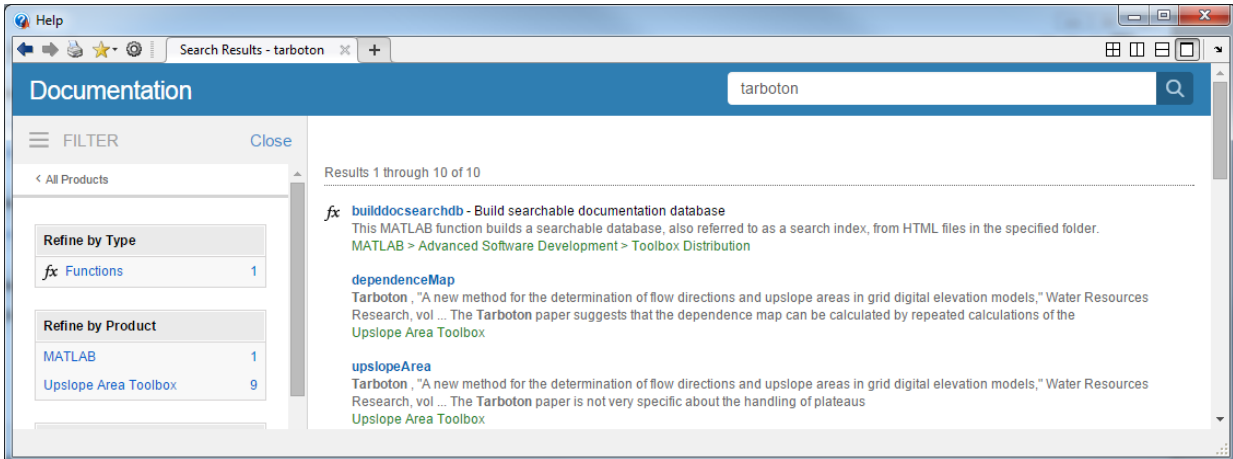 Help
Search Results - tarboton
Documentation
tarboton
FILTER
Close
< All Products
Refine by Type
fx Functions 1
Refine by Product
MATLAB 1
Upslope Area Toolbox 9
Results 1 through 10 of 10
fx builddocsearchdb - Build searchable documentation database
This MATLAB function builds a searchable database, also referred to as a search index, from HTML files in the specified folder.
MATLAB > Advanced Software Development > Toolbox Distribution
dependenceMap
Tarboton , "A new method for the determination of flow directions and upslope areas in grid digital elevation models," Water Resources
Research, vol ... The Tarboton paper suggests that the dependence map can be calculated by repeated calculations of the
Upslope Area Toolbox
upslopeArea
Tarboton , "A new method for the determination of flow directions and upslope areas in grid digital elevation models," Water Resources
Research, vol ... The Tarboton paper is not very specific about the handling of plateaus
Upslope Area Toolbox